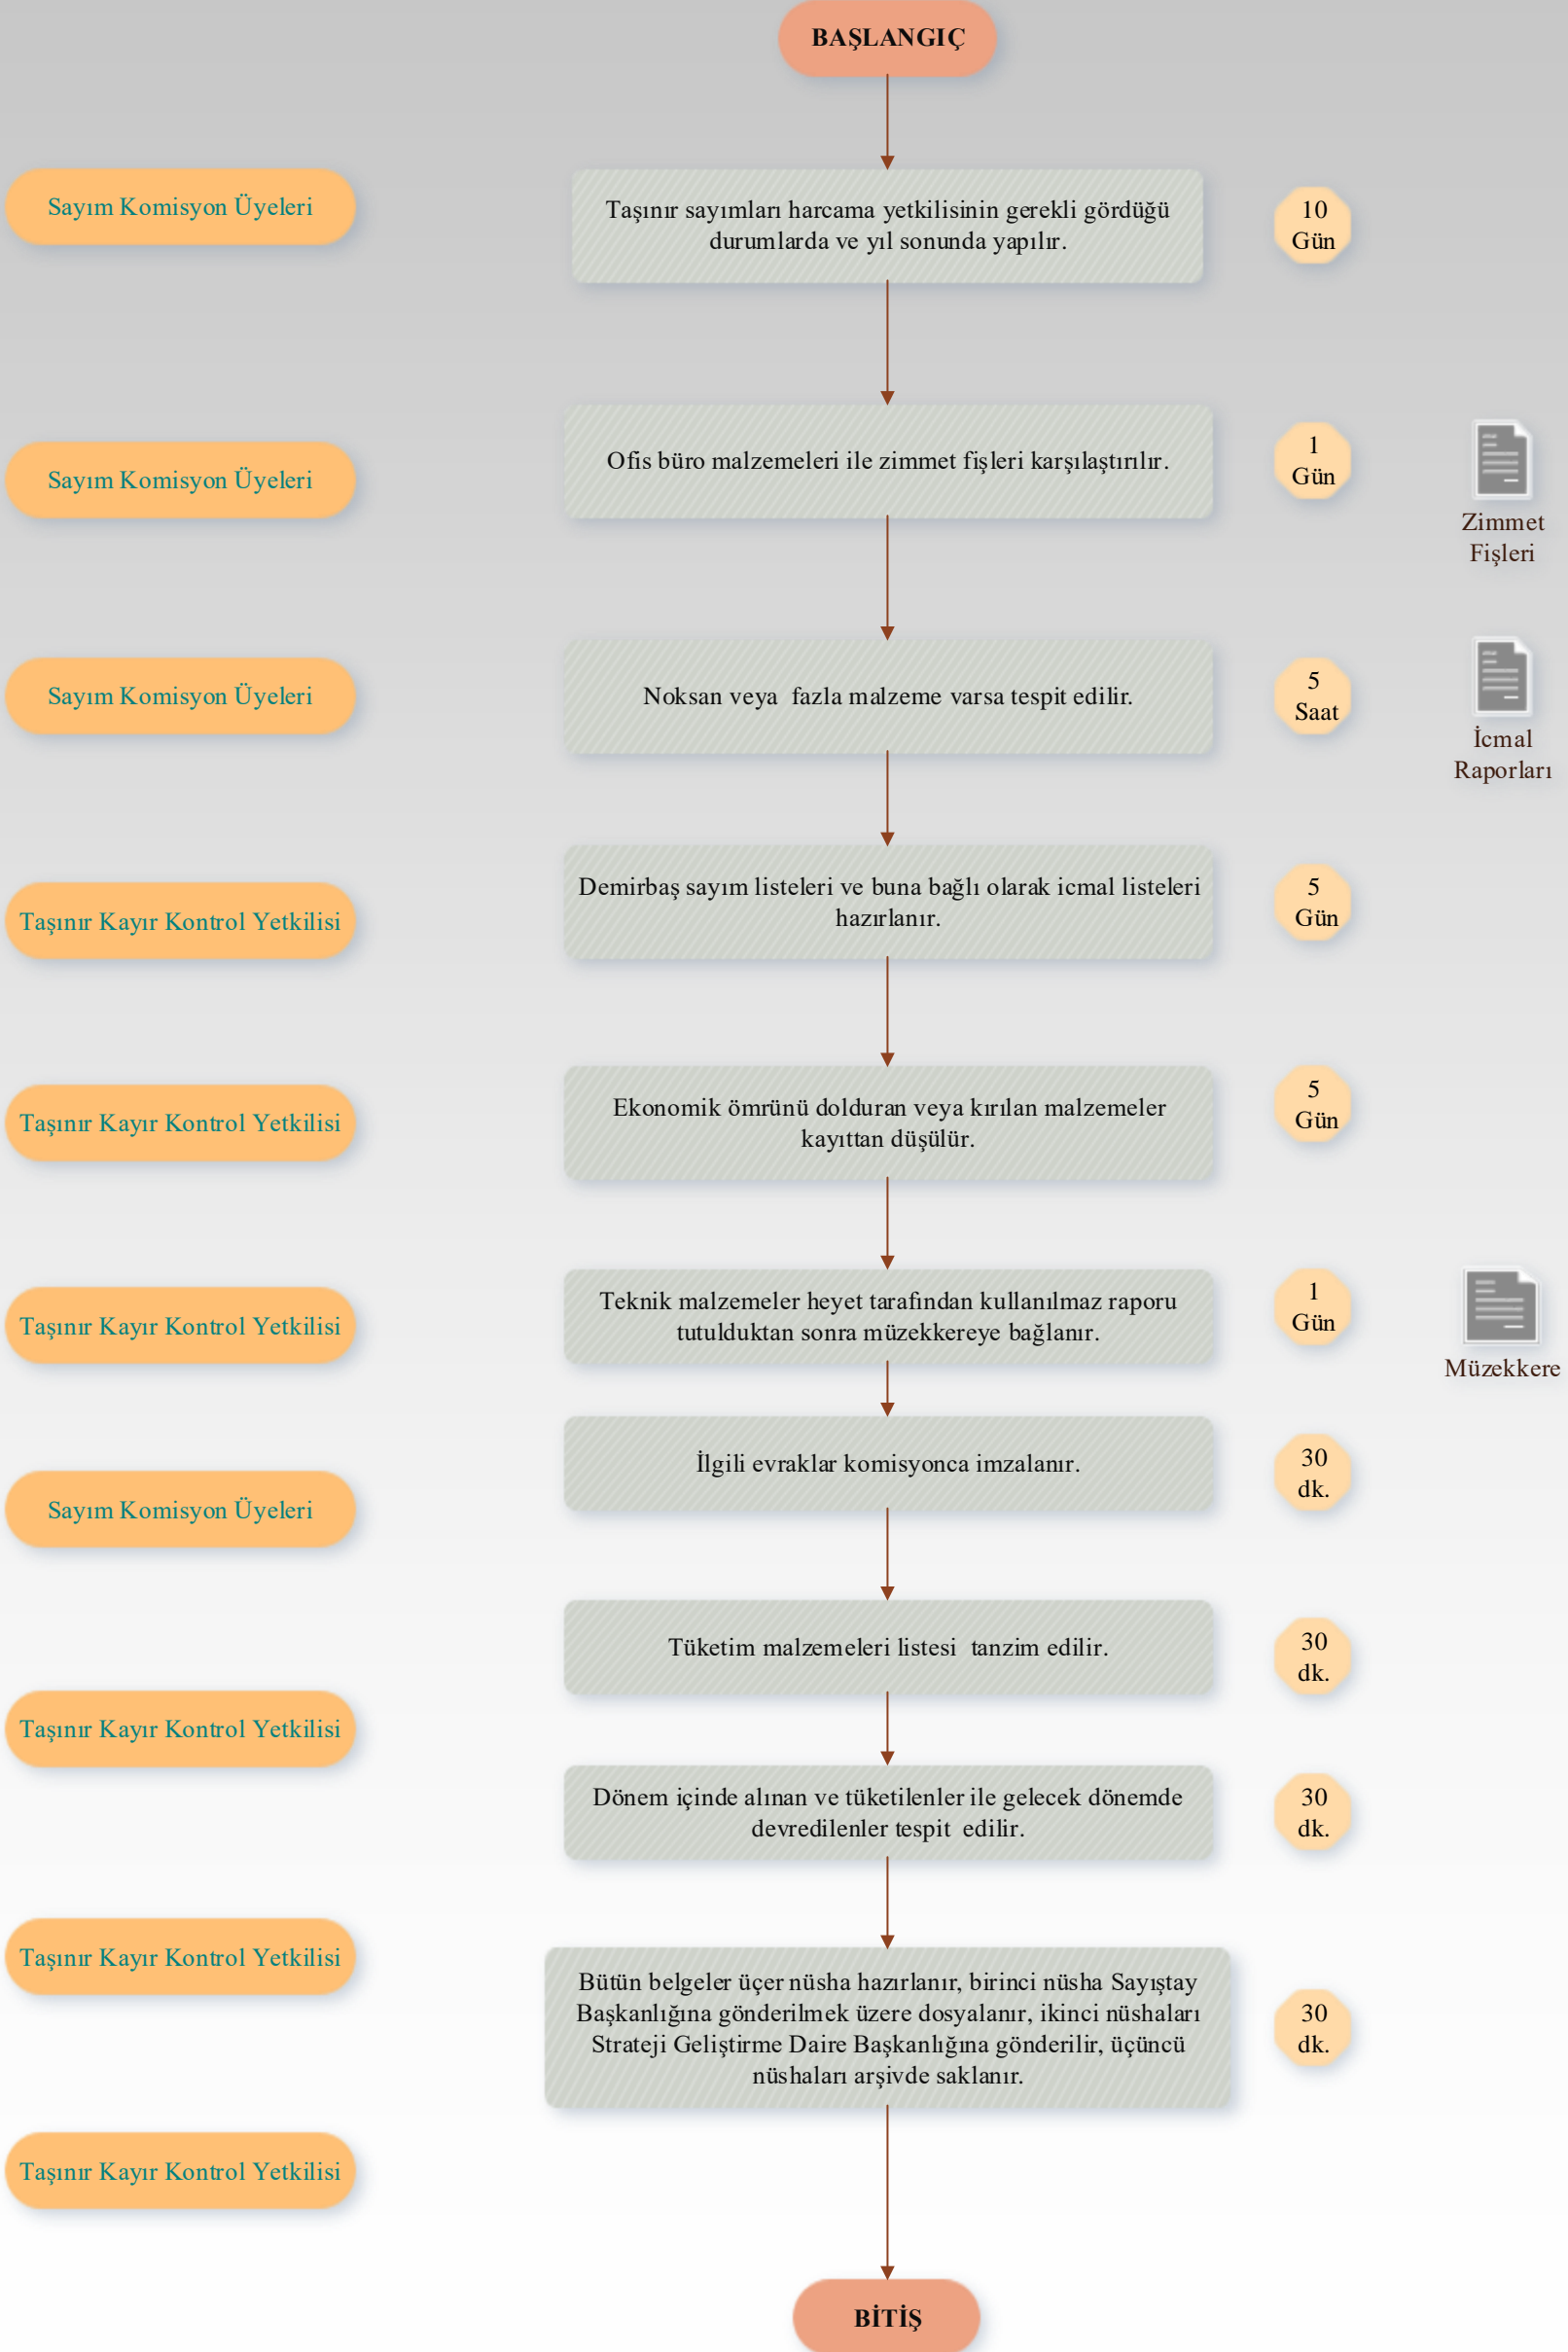 BAŞLANGIÇ
Sayım Komisyon Üyeleri
Taşınır sayımları harcama yetkilisinin gerekli gördüğü
durumlarda ve yıl sonunda yapılır.
10
Gün
Sayım Komisyon Üyeleri
Ofis büro malzemeleri ile zimmet fişleri karşılaştırılır.
1
Gün
Zimmet
Fişleri
Sayım Komisyon Üyeleri
Noksan veya  fazla malzeme varsa tespit edilir.
5
Saat
İcmal
Raporları
Taşınır Kayır Kontrol Yetkilisi
Demirbaş sayım listeleri ve buna bağlı olarak icmal listeleri
hazırlanır.
5
Gün
Taşınır Kayır Kontrol Yetkilisi
Ekonomik ömrünü dolduran veya kırılan malzemeler
kayıttan düşülür.
5
Gün
Taşınır Kayır Kontrol Yetkilisi
Teknik malzemeler heyet tarafından kullanılmaz raporu
tutulduktan sonra müzekkereye bağlanır.
1
Gün
Müzekkere
Sayım Komisyon Üyeleri
İlgili evraklar komisyonca imzalanır.
30
dk.
Tüketim malzemeleri listesi  tanzim edilir.
30
dk.
Taşınır Kayır Kontrol Yetkilisi
Dönem içinde alınan ve tüketilenler ile gelecek dönemde
devredilenler tespit  edilir.
30
dk.
Taşınır Kayır Kontrol Yetkilisi
Bütün belgeler üçer nüsha hazırlanır, birinci nüsha Sayıştay
Başkanlığına gönderilmek üzere dosyalanır, ikinci nüshaları
Strateji Geliştirme Daire Başkanlığına gönderilir, üçüncü
nüshaları arşivde saklanır.
30
dk.
Taşınır Kayır Kontrol Yetkilisi
BİTİŞ